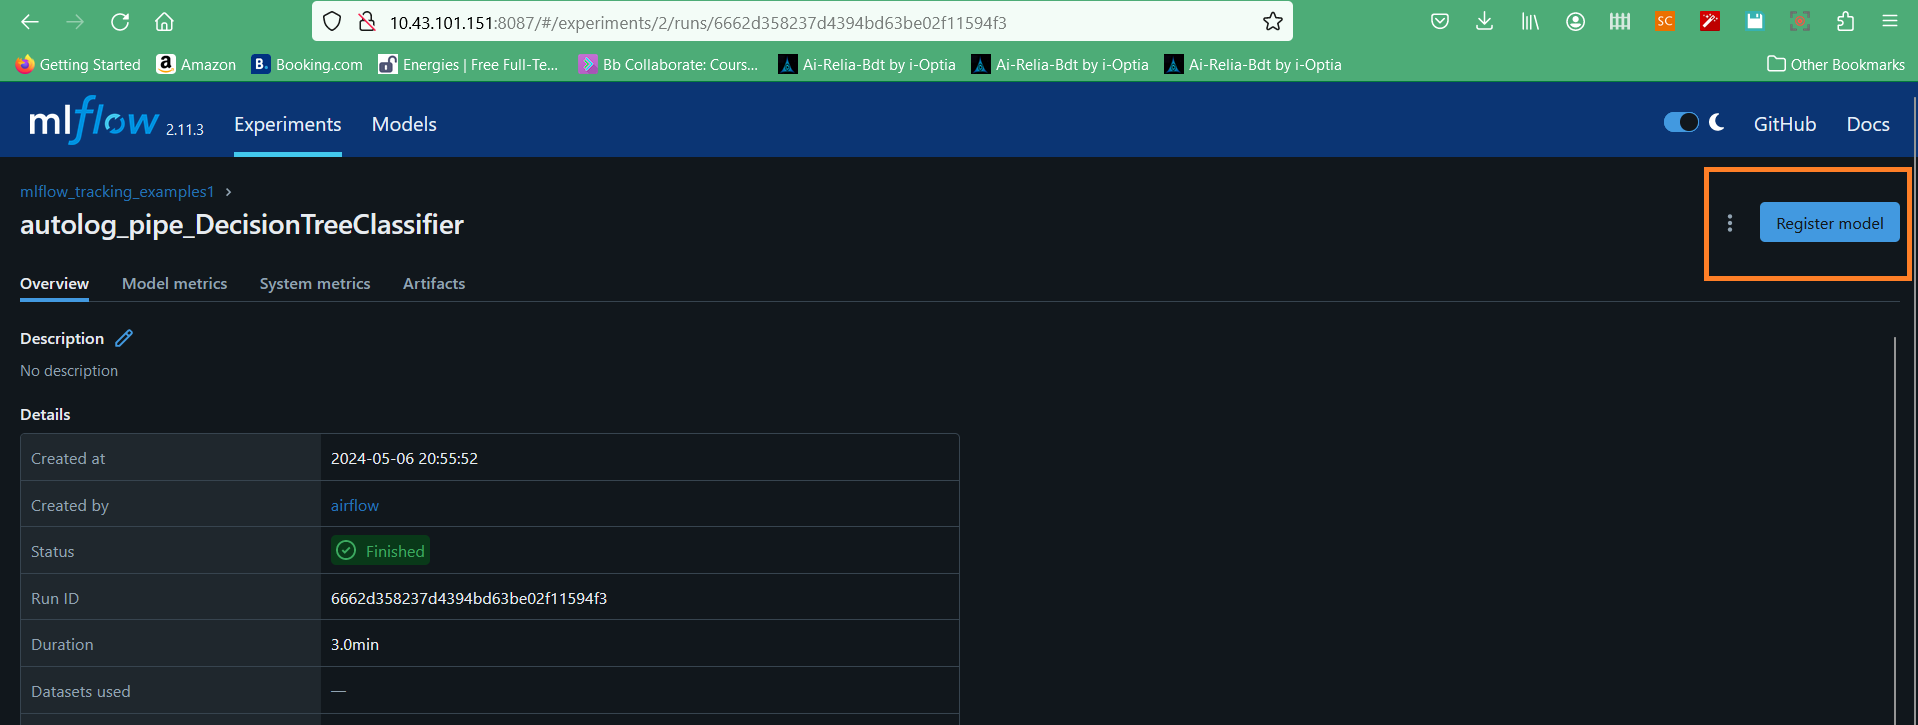 10.43.101.151:8087/#/experiments/2/runs/6662d358237d4394bd63be02f11594f3
SC
Getting Started Amazon Booking.com Energies | Free Full-Te... Bb Collaborate: Cours... Ai-Relia-Bdt by i-Optia Ai-Relia-Bdt by i-Optia Ai-Relia-Bdt by i-Optia Other Bookmarks
mlflow 2.11.3 Experiments Models GitHub Docs
mlflow_tracking_examples1 >
autolog_pipe_DecisionTreeClassifier
Register model
Overview Model metrics System metrics Artifacts
Description
No description
Details
Created at 2024-05-06 20:55:52
Created by airflow
Status Finished
Run ID 6662d358237d4394bd63be02f11594f3
Duration 3.0min
Datasets used —